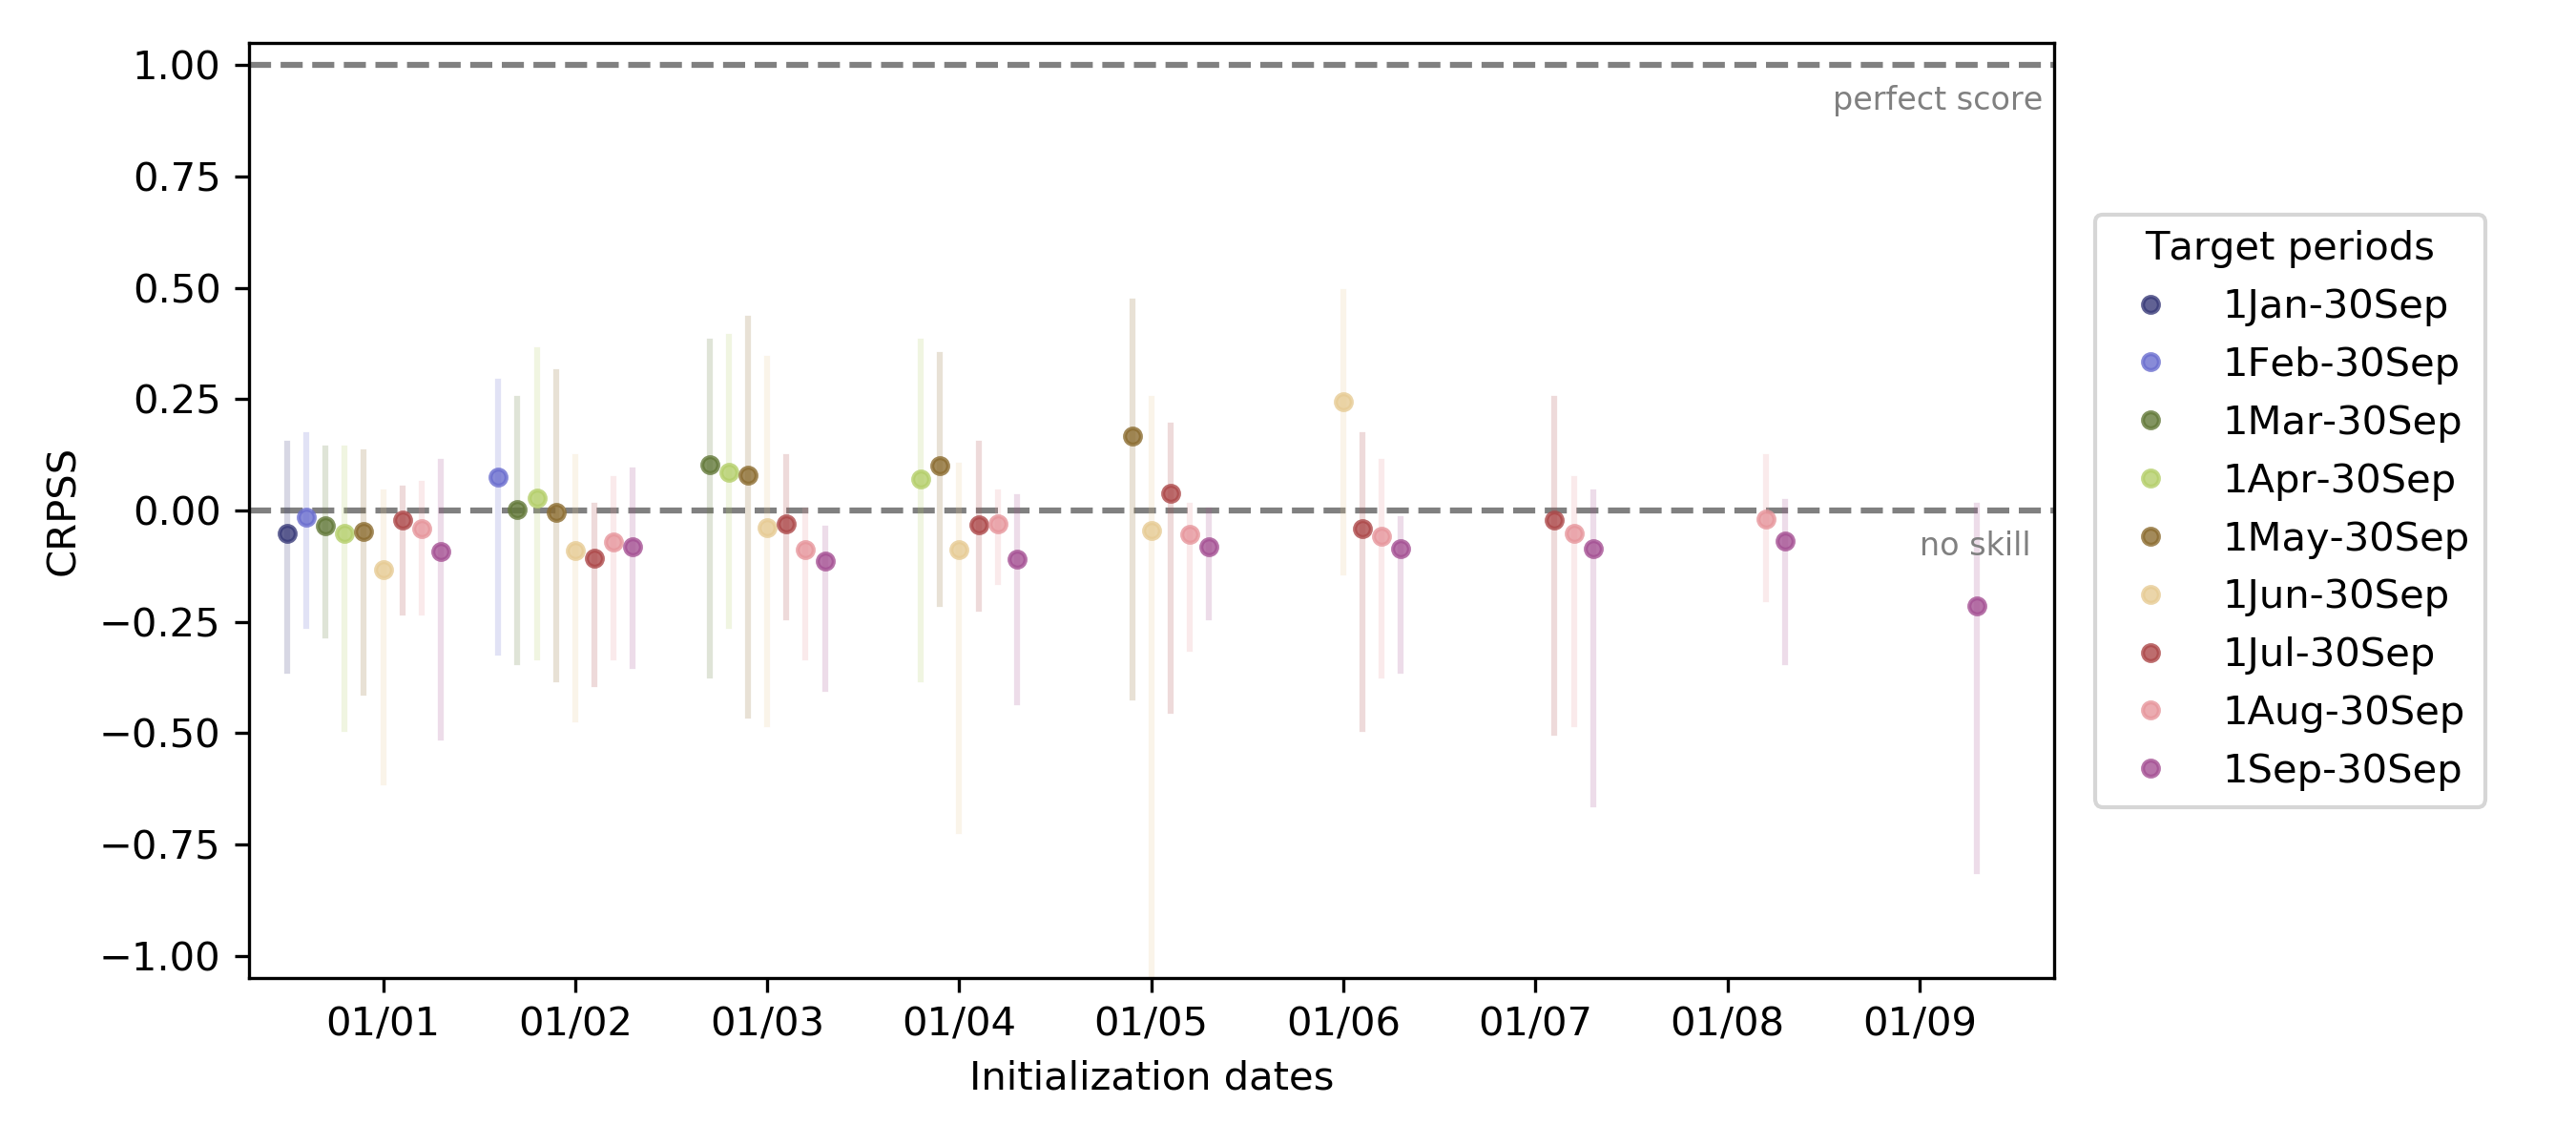 1.00
0.75
0.50
0.25
0.00
−0.25
−0.50
−0.75
−1.00
CRPSS
perfect score
no skill
01/01
01/02
01/03
01/04
01/05
01/06
01/07
01/08
01/09
Initialization dates
Target periods
1Jan-30Sep
1Feb-30Sep
1Mar-30Sep
1Apr-30Sep
1May-30Sep
1Jun-30Sep
1Jul-30Sep
1Aug-30Sep
1Sep-30Sep